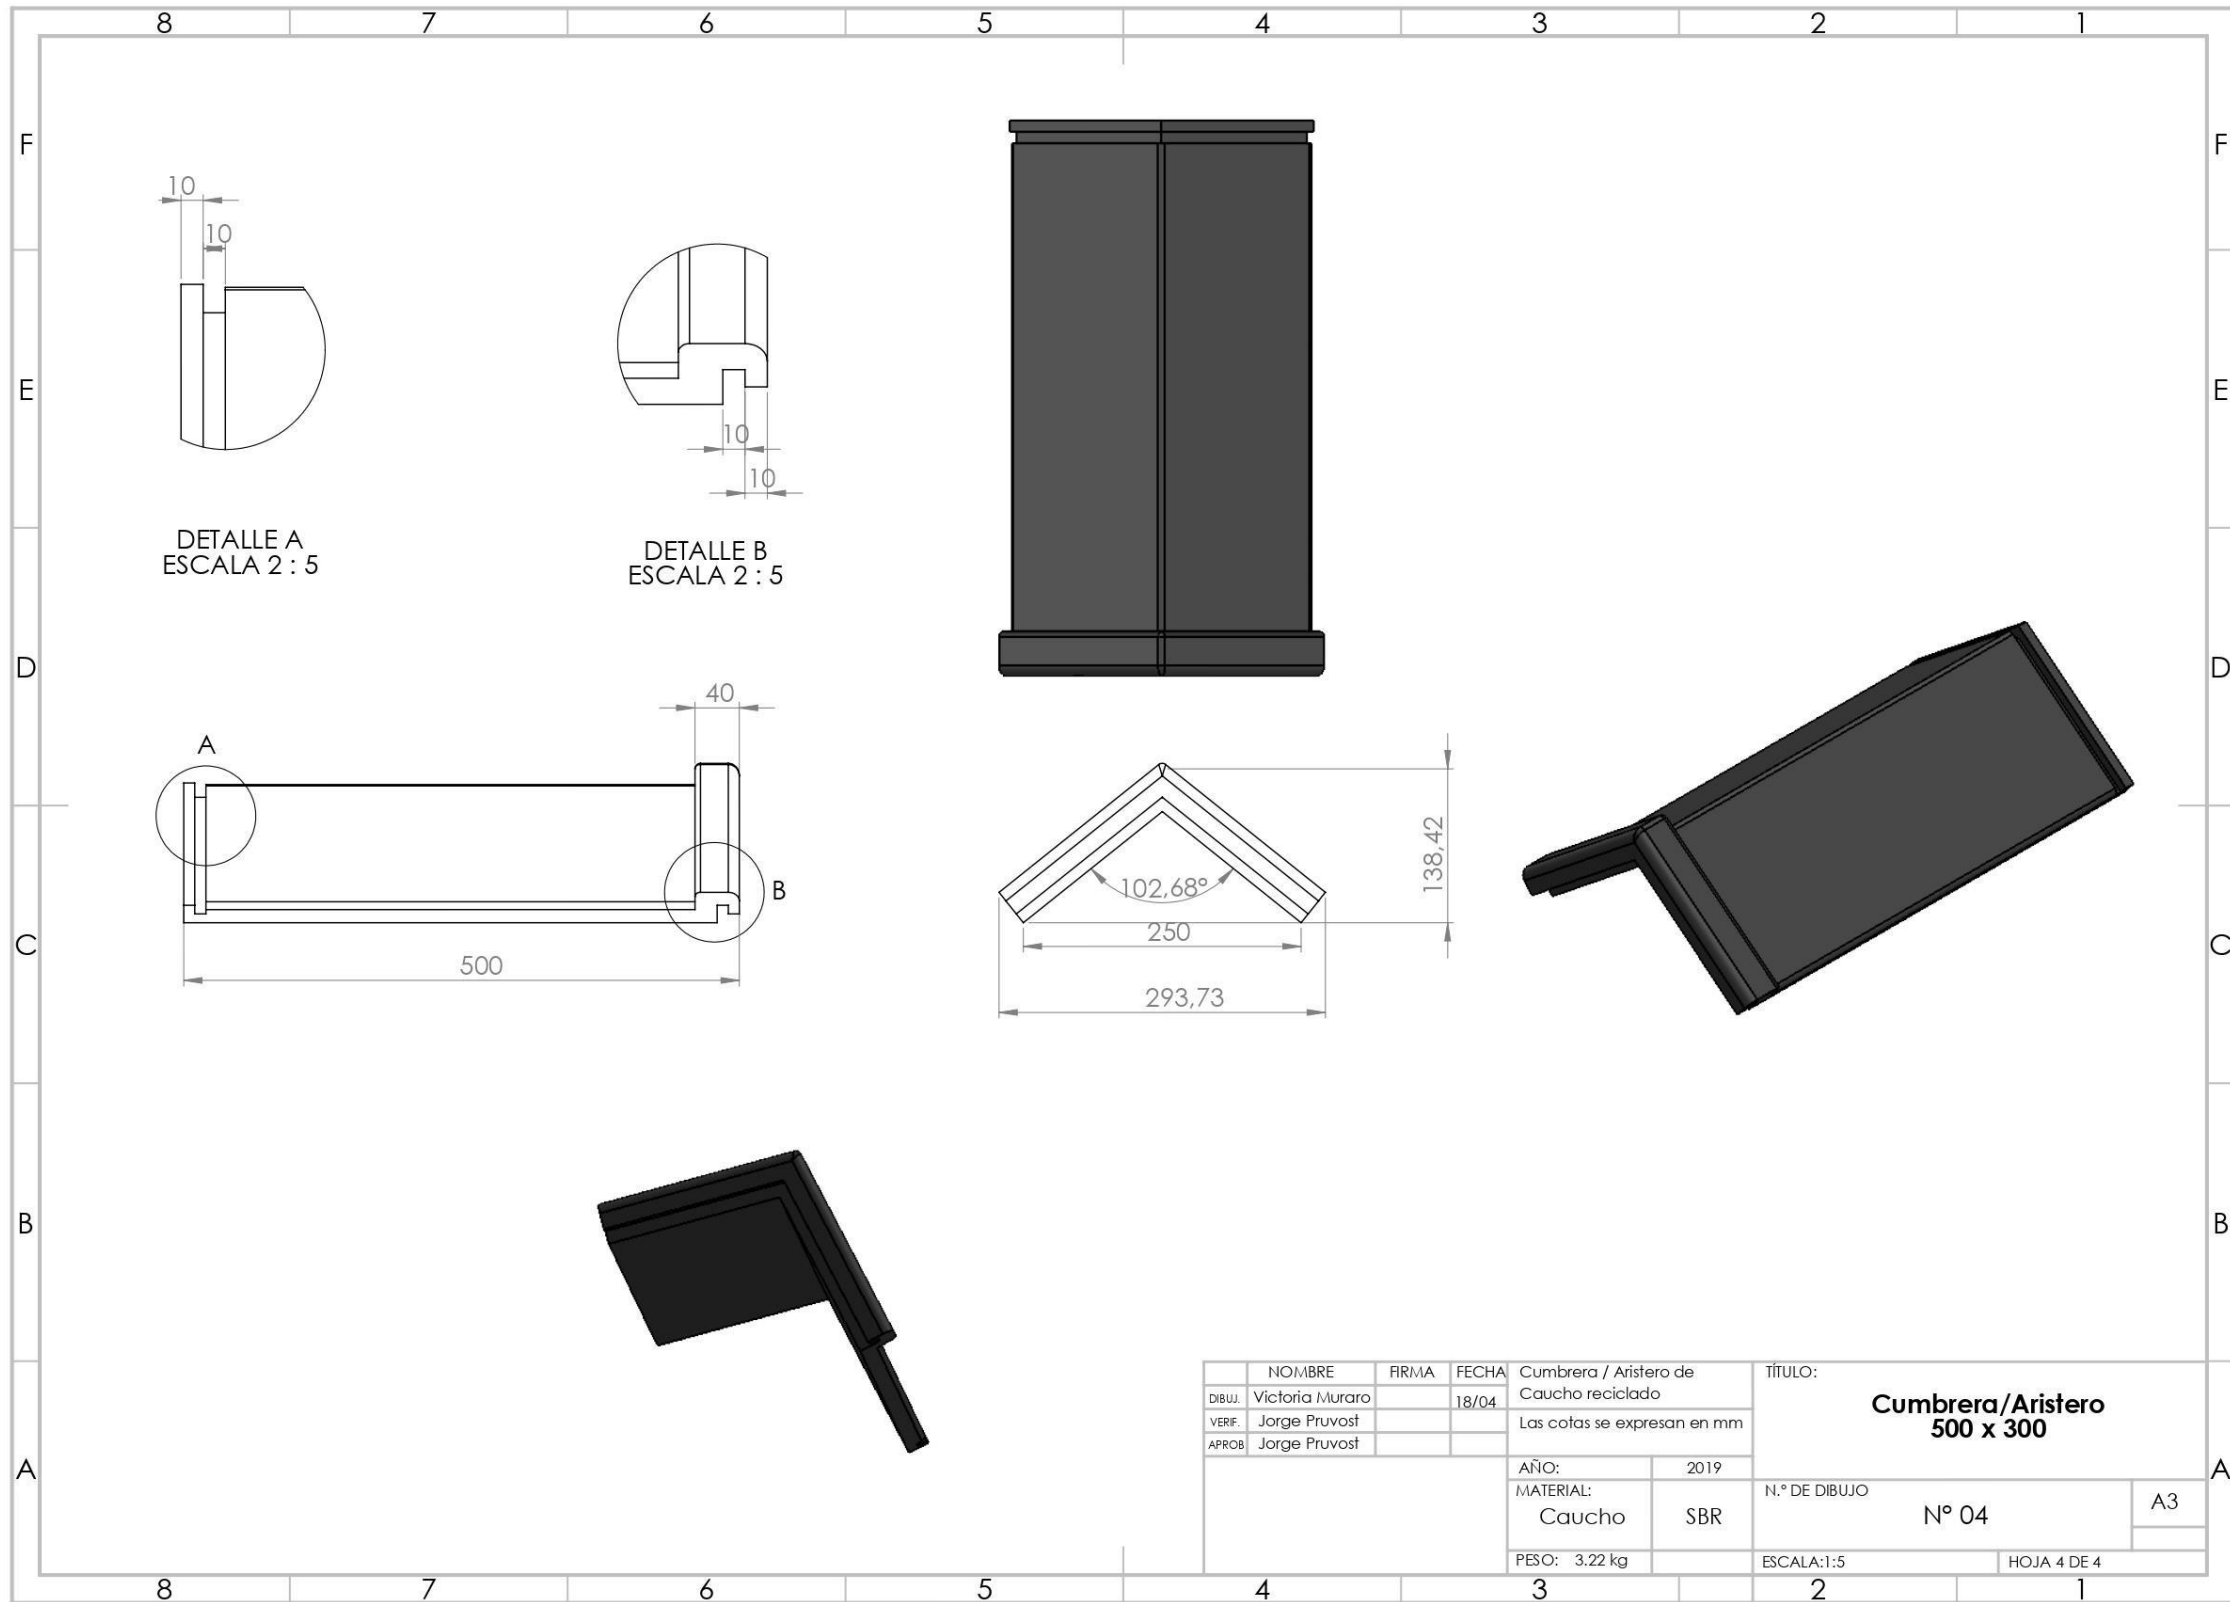 8 7 6 5 4 3 2 1
F F
E E
D D
C C
B B
A A
10
10
DETALLE A
ESCALA 2 : 5
10
10
DETALLE B
ESCALA 2 : 5
A
40
B
500
102,68°
250
293,73
138,42
NOMBRE FIRMA FECHA
DIBUJ. Victoria Muraro 18/04
VERIF. Jorge Pruvost
APROB Jorge Pruvost
Cumbrera / Aristero de
Caucho reciclado
Las cotas se expresan en mm
AÑO: 2019
MATERIAL:
Caucho SBR
PESO: 3.22 kg
TÍTULO:
Cumbrera/Aristero
500 x 300
N.º DE DIBUJO
Nº 04
A3
ESCALA:1:5
HOJA 4 DE 4
8 7 6 5 4 3 2 1